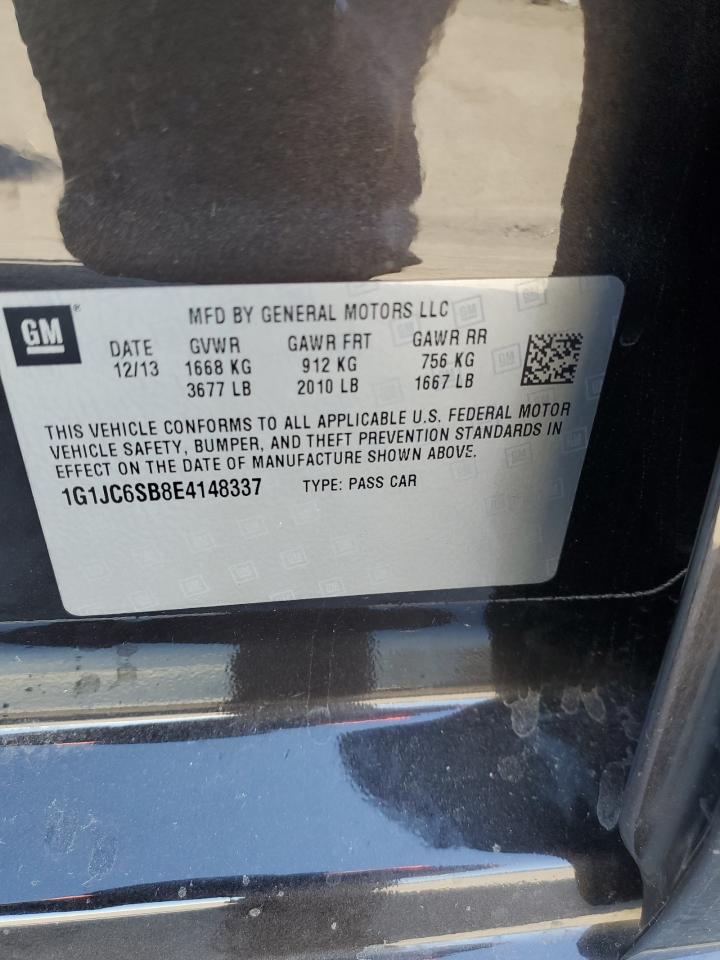 GM ®
MFD BY GENERAL MOTORS LLC
DATE GVWR GAWR FRT GAWR RR
12/13 1668 KG 912 KG 756 KG
3677 LB 2010 LB 1667 LB
THIS VEHICLE CONFORMS TO ALL APPLICABLE U.S. FEDERAL MOTOR
VEHICLE SAFETY, BUMPER, AND THEFT PREVENTION STANDARDS IN
EFFECT ON THE DATE OF MANUFACTURE SHOWN ABOVE.
1G1JC6SB8E4148337 TYPE: PASS CAR